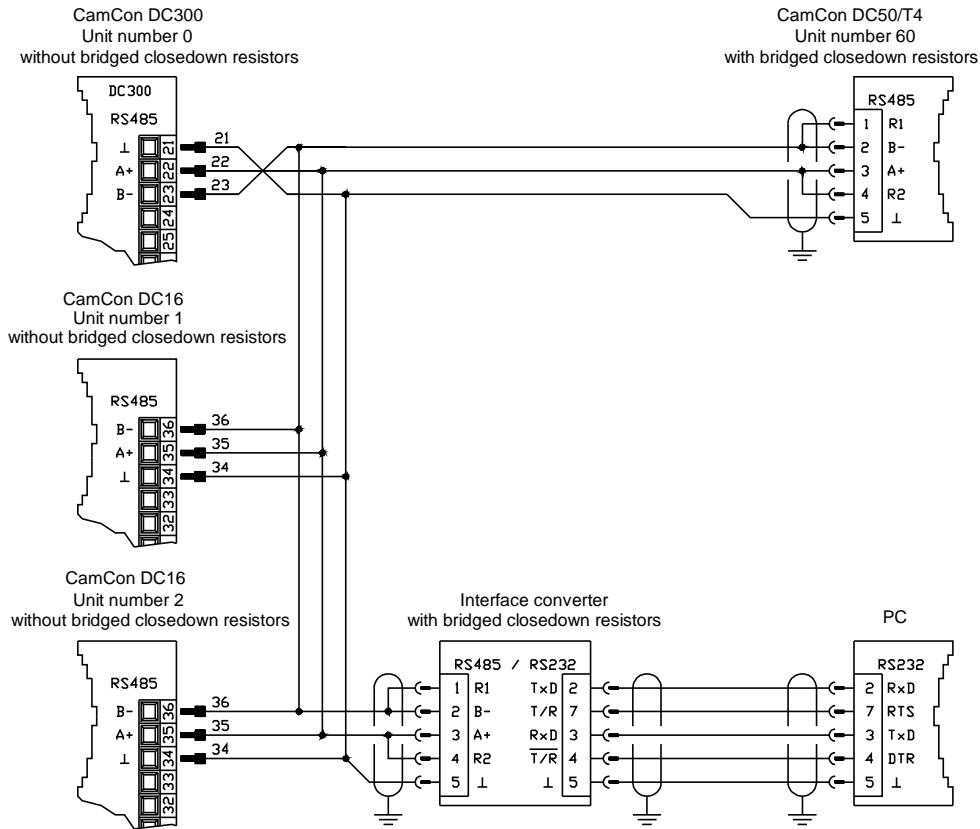 CamCon DC300
Unit number 0
without bridged closedown resistors
DC300
RS485
⊥ 21 21
A+ 22 22
B- 23 23
24
25
CamCon DC50/T4
Unit number 60
with bridged closedown resistors
RS485
1 R1
2 B-
3 A+
4 R2
5 ⊥
CamCon DC16
Unit number 1
without bridged closedown resistors
RS485
B- 36 36
A+ 35 35
⊥ 34 34
33
32
CamCon DC16
Unit number 2
without bridged closedown resistors
RS485
B- 36 36
A+ 35 35
⊥ 34 34
33
32
Interface converter
with bridged closedown resistors
RS485 / RS232
1 R1 TxD 2
2 B- T/R 7
3 A+ RxD 3
4 R2 T/R 4
5 ⊥ ⊥ 5
PC
RS232
2 RxD
7 RTS
3 TxD
4 DTR
5 ⊥